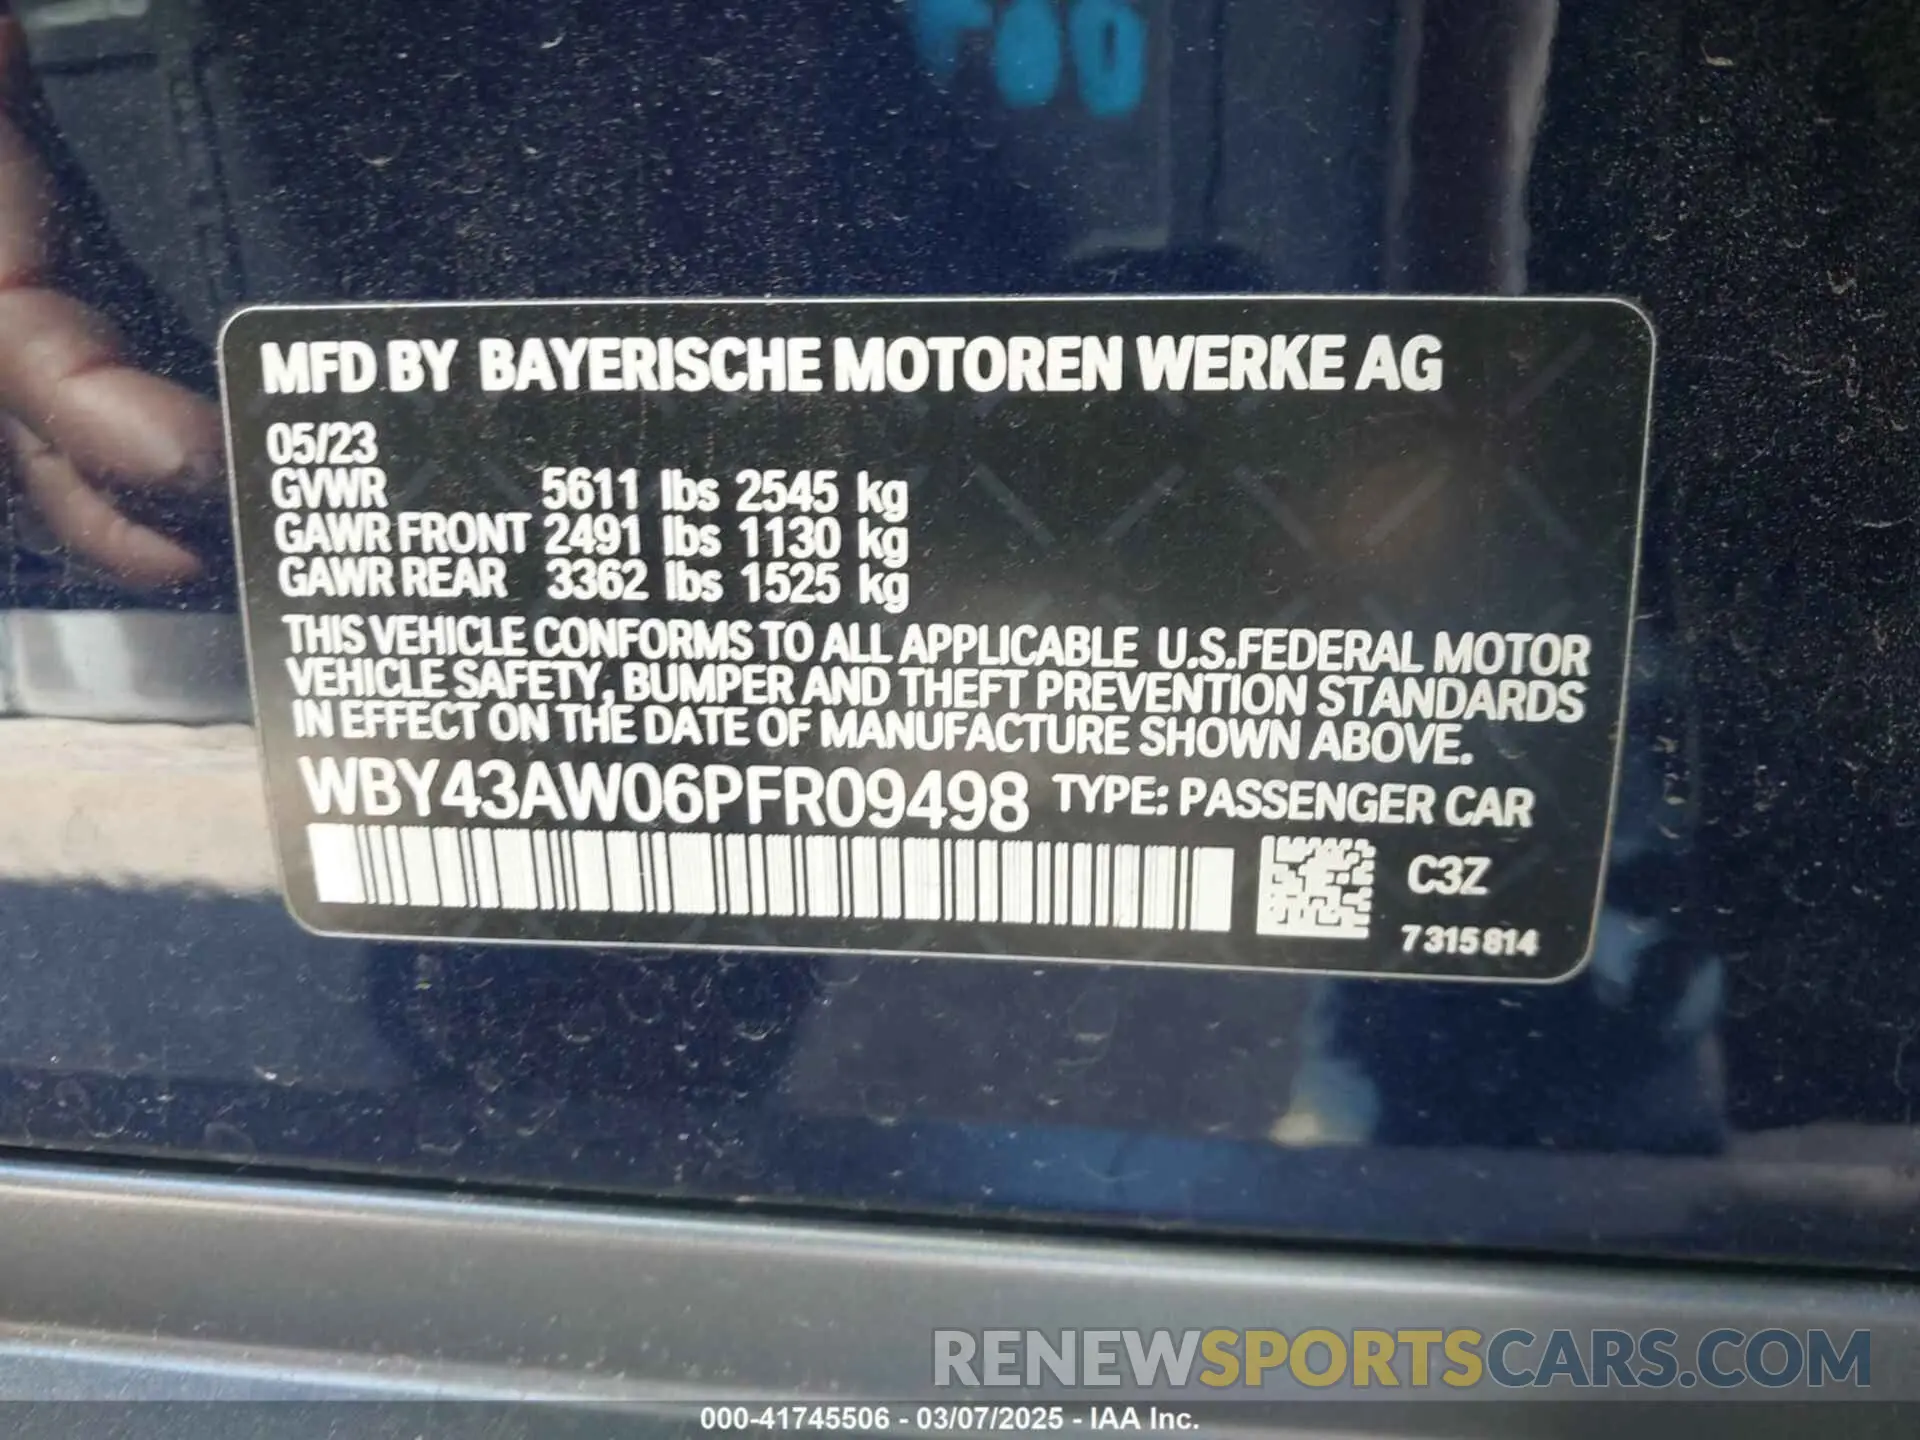 MFD BY BAYERISCHE MOTOREN WERKE AG
05/23
GVWR 5611 lbs 2545 kg
GAWR FRONT 2491 lbs 1130 kg
GAWR REAR 3362 lbs 1525 kg
THIS VEHICLE CONFORMS TO ALL APPLICABLE U.S.FEDERAL MOTOR
VEHICLE SAFETY, BUMPER AND THEFT PREVENTION STANDARDS
IN EFFECT ON THE DATE OF MANUFACTURE SHOWN ABOVE.
WBY43AW06PFR09498 TYPE: PASSENGER CAR
C3Z
7 315 814
RENEWSPORTSCARS.COM
000-41745506 - 03/07/2025 - IAA Inc.